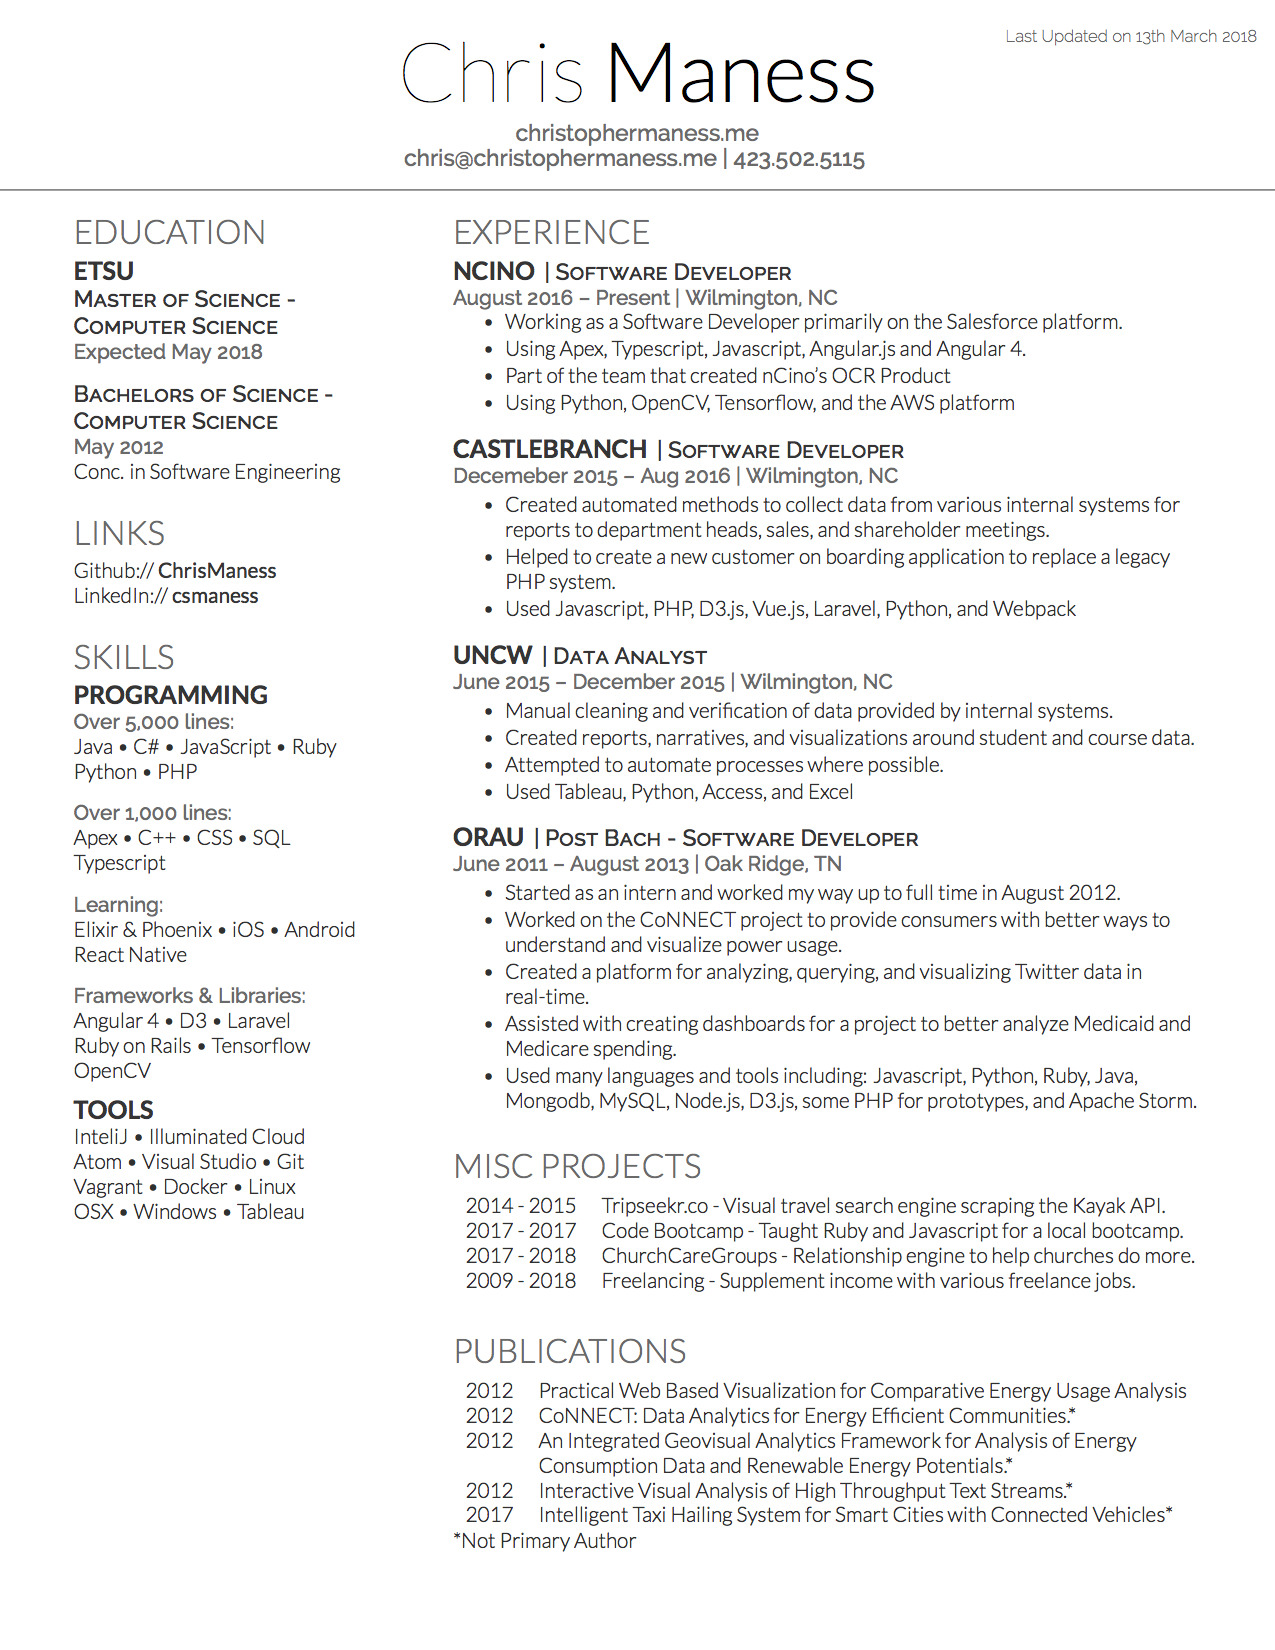 Last Updated on 13th March 2018
Chris Maness
christophermaness.me
chris@christophermaness.me | 423.502.5115
EDUCATION
ETSU
Master of Science -
Computer Science
Expected May 2018
Bachelors of Science -
Computer Science
May 2012
Conc. in Software Engineering
LINKS
Github:// ChrisManess
LinkedIn:// csmaness
SKILLS
PROGRAMMING
Over 5,000 lines:
Java • C# • JavaScript • Ruby
Python • PHP
Over 1,000 lines:
Apex • C++ • CSS • SQL
Typescript
Learning:
Elixir & Phoenix • iOS • Android
React Native
Frameworks & Libraries:
Angular 4 • D3 • Laravel
Ruby on Rails • Tensorflow
OpenCV
TOOLS
InteliJ • Illuminated Cloud
Atom • Visual Studio • Git
Vagrant • Docker • Linux
OSX • Windows • Tableau
EXPERIENCE
NCINO | Software Developer
August 2016 – Present | Wilmington, NC
• Working as a Software Developer primarily on the Salesforce platform.
• Using Apex, Typescript, Javascript, Angular.js and Angular 4.
• Part of the team that created nCino's OCR Product
• Using Python, OpenCV, Tensorflow, and the AWS platform
CASTLEBRANCH | Software Developer
Decemeber 2015 – Aug 2016 | Wilmington, NC
• Created automated methods to collect data from various internal systems for
reports to department heads, sales, and shareholder meetings.
• Helped to create a new customer on boarding application to replace a legacy
PHP system.
• Used Javascript, PHP, D3.js, Vue.js, Laravel, Python, and Webpack
UNCW | Data Analyst
June 2015 – December 2015 | Wilmington, NC
• Manual cleaning and verification of data provided by internal systems.
• Created reports, narratives, and visualizations around student and course data.
• Attempted to automate processes where possible.
• Used Tableau, Python, Access, and Excel
ORAU | Post Bach - Software Developer
June 2011 – August 2013 | Oak Ridge, TN
• Started as an intern and worked my way up to full time in August 2012.
• Worked on the CoNNECT project to provide consumers with better ways to
understand and visualize power usage.
• Created a platform for analyzing, querying, and visualizing Twitter data in
real-time.
• Assisted with creating dashboards for a project to better analyze Medicaid and
Medicare spending.
• Used many languages and tools including: Javascript, Python, Ruby, Java,
Mongodb, MySQL, Node.js, D3.js, some PHP for prototypes, and Apache Storm.
MISC PROJECTS
2014 - 2015 Tripseekr.co - Visual travel search engine scraping the Kayak API.
2017 - 2017 Code Bootcamp - Taught Ruby and Javascript for a local bootcamp.
2017 - 2018 ChurchCareGroups - Relationship engine to help churches do more.
2009 - 2018 Freelancing - Supplement income with various freelance jobs.
PUBLICATIONS
2012 Practical Web Based Visualization for Comparative Energy Usage Analysis
2012 CoNNECT: Data Analytics for Energy Efficient Communities.*
2012 An Integrated Geovisual Analytics Framework for Analysis of Energy
Consumption Data and Renewable Energy Potentials.*
2012 Interactive Visual Analysis of High Throughput Text Streams.*
2017 Intelligent Taxi Hailing System for Smart Cities with Connected Vehicles*
*Not Primary Author